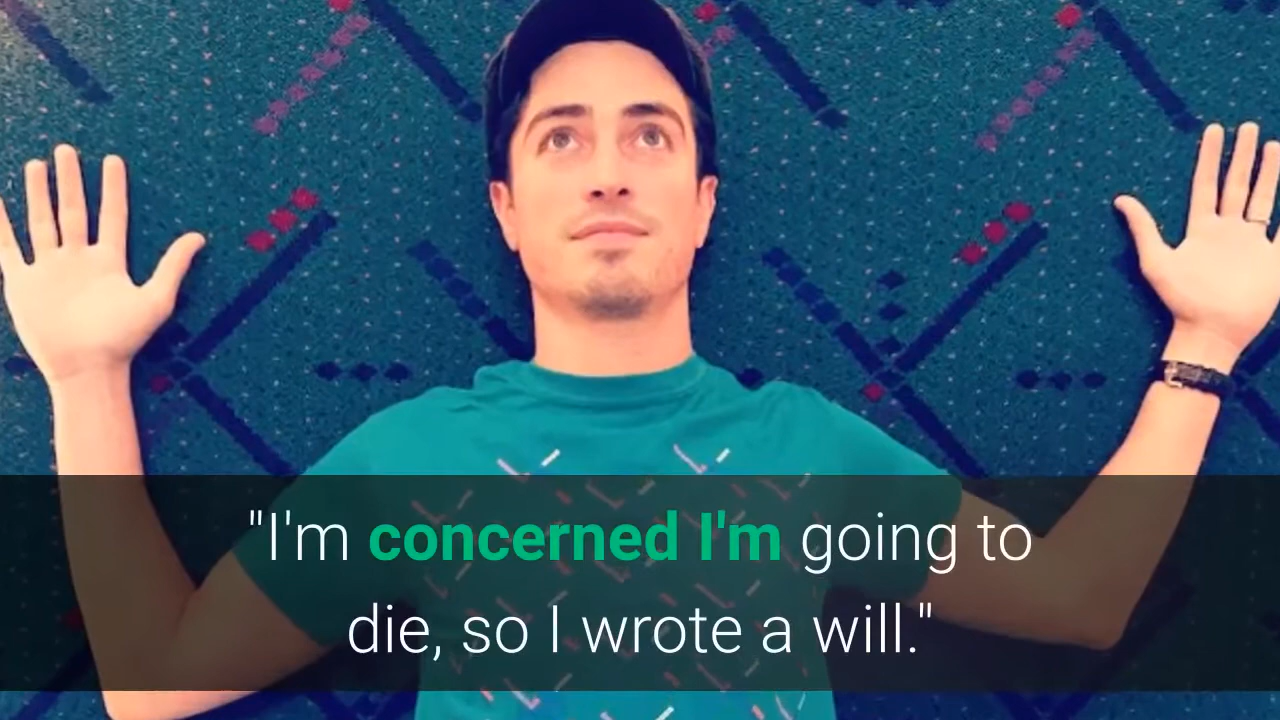 "I'm concerned I'm going to
die, so I wrote a will."